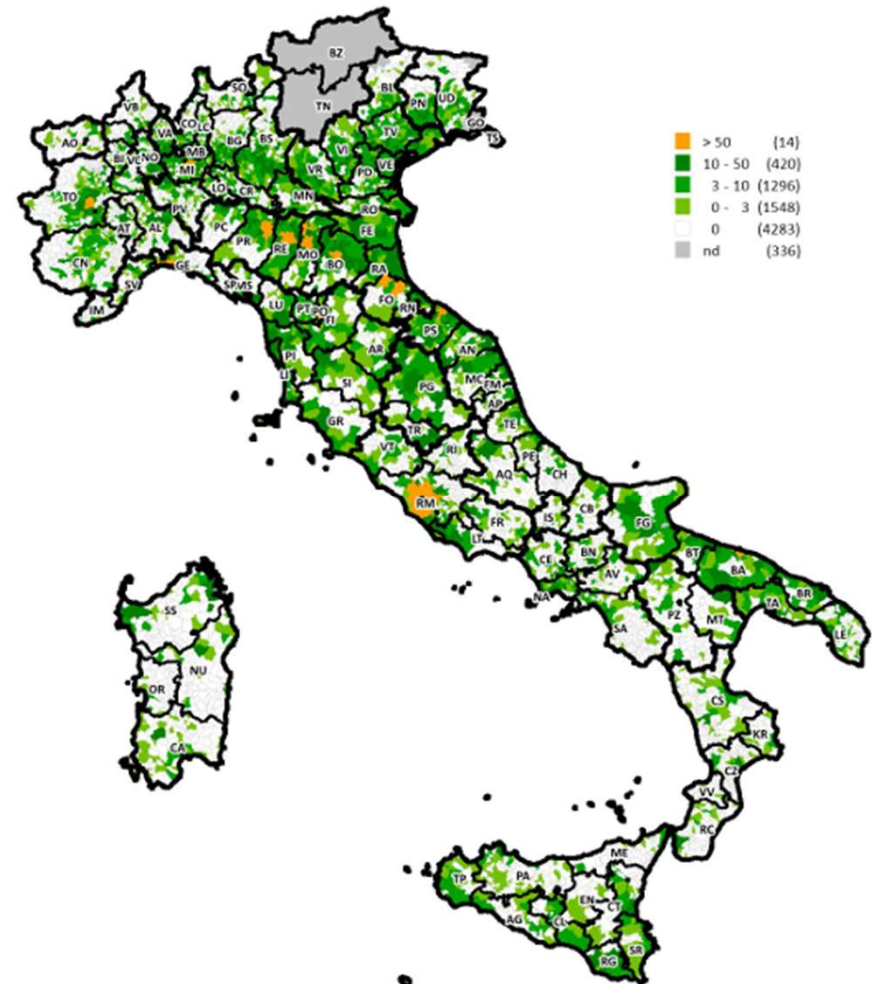 BZ
SO
TN
BL
PN
UD
VB
CO
LC
GO
TS
AO
VA
BG
BS
TV
BI
VC
NO
MB
MI
VI
VR
PD
VE
TO
LO
CR
MN
RO
AT
AL
PV
PC
PR
RE
MO
FE
BO
RA
CN
GE
SV
SP
MS
FO
RN
IM
LU
PT
PO
FI
PS
PI
LI
AR
AN
SI
PG
MC
FM
AP
GR
TR
TE
VT
RI
PE
AQ
CH
RM
FR
IS
CB
FG
LT
CE
BN
BT
BA
AV
NA
BR
TA
SA
PZ
MT
LE
SS
NU
OR
CA
CS
KR
CZ
VV
RC
ME
TP
PA
EN
CT
AG
CL
SR
RG
> 50 (14)
10 - 50 (420)
3 - 10 (1296)
0 - 3 (1548)
0 (4283)
nd (336)